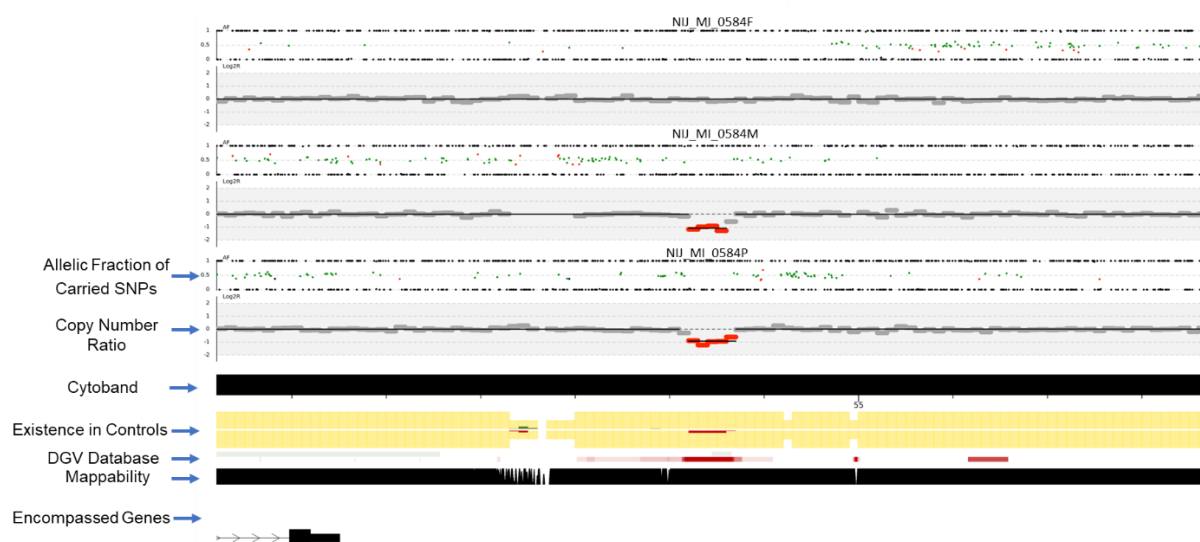 NIJ_MI_0584F
AF
1
0.5
0
Log2R
2
1
0
-1
-2
NIJ_MI_0584M
AF
1
0.5
0
Log2R
2
1
0
-1
-2
NIJ_MI_0584P
AF
1
0.5
0
Allelic Fraction of
Carried SNPs
Log2R
2
1
0
-1
-2
Copy Number
Ratio
Cytoband
55
Existence in Controls
DGV Database
Mappability
Encompassed Genes